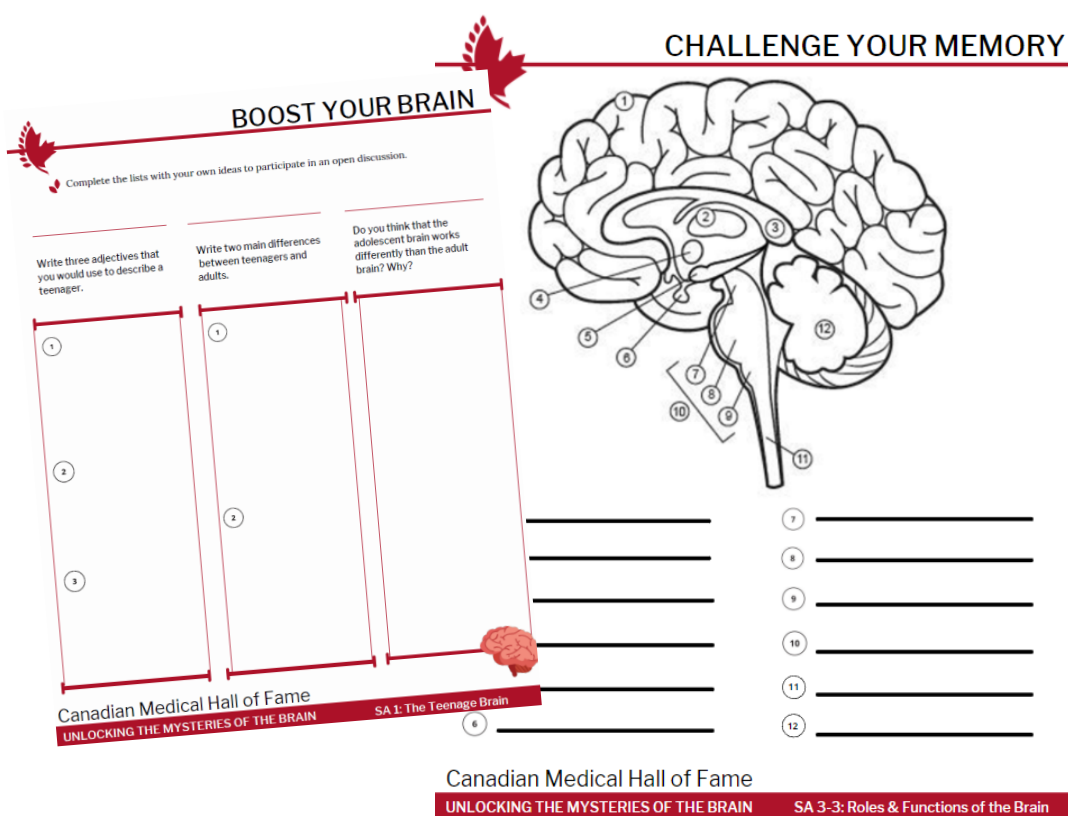 BOOST YOUR BRAIN
Complete the lists with your own ideas to participate in an open discussion.
Write three adjectives that
you would use to describe a
teenager.
1
2
3
Write two main differences
between teenagers and
adults.
1
2
Do you think that the
adolescent brain works
differently than the adult
brain? Why?
Canadian Medical Hall of Fame
UNLOCKING THE MYSTERIES OF THE BRAIN SA 1: The Teenage Brain
CHALLENGE YOUR MEMORY
1
2
3
4
5
6
7
8
9
10
11
12
6
7
8
9
10
11
12
Canadian Medical Hall of Fame
UNLOCKING THE MYSTERIES OF THE BRAIN SA 3-3: Roles & Functions of the Brain